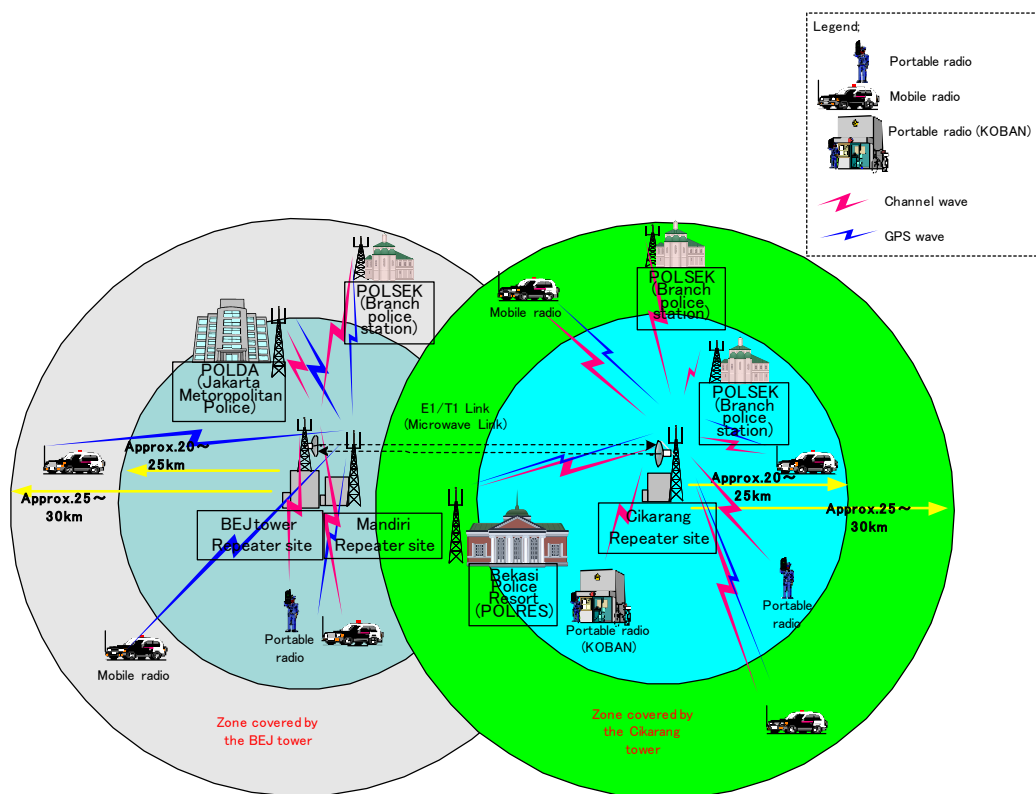 Legend;
Portable radio
Mobile radio
Portable radio (KOBAN)
Channel wave
GPS wave
POLSEK
(Branch
police
station)
POLDA
(Jakarta
Metoropolitan
Police)
Mobile radio
POLSEK
(Branch
police
station)
POLSEK
(Branch
police
station)
E1/T1 Link
(Microwave Link)
Approx.20～
25km
Approx.25～
30km
Approx.20～
25km
Approx.25～
30km
BEJ tower
Repeater site
Mandiri
Repeater site
Cikarang
Repeater site
Bekasi
Police
Resort
(POLRES)
Portable
radio
Portable radio
(KOBAN)
Portable
radio
Mobile radio
Zone covered by
the BEJ tower
Zone covered by
the Cikarang
tower